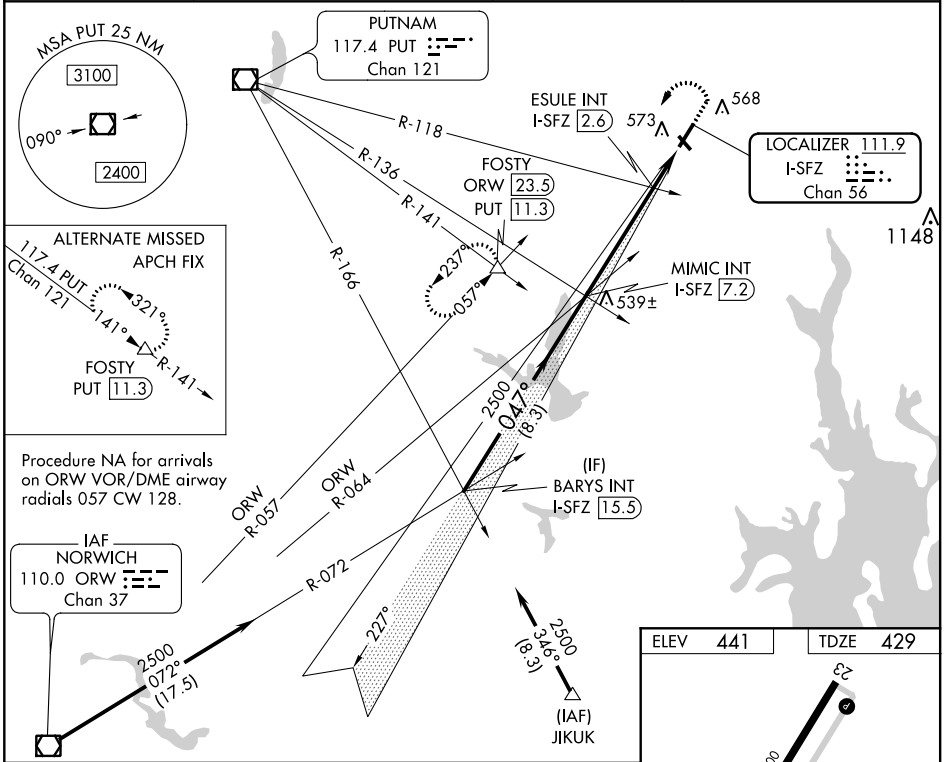 MSA PUT 25 NM
3100
090°
2400
PUTNAM
117.4 PUT
Chan 121
ESULE INT
I-SFZ 2.6
573
568
LOCALIZER 111.9
I-SFZ
Chan 56
1148
R-118
R-136
R-141
R-166
FOSTY
ORW 23.5
PUT 11.3
237°
057°
MIMIC INT
I-SFZ 7.2
539±
ALTERNATE MISSED
APCH FIX
117.4 PUT
Chan 121
141°
321°
R-141
FOSTY
PUT 11.3
2500
047°
(8.3)
Procedure NA for arrivals
on ORW VOR/DME airway
radials 057 CW 128.
ORW
R-057
ORW
R-064
(IF)
BARYS INT
I-SFZ 15.5
IAF
NORWICH
110.0 ORW
Chan 37
R-072
2500
072°
(17.5)
227°
2500
346°
(8.3)
(IAF)
JIKUK
ELEV 441
TDZE 429
23
P